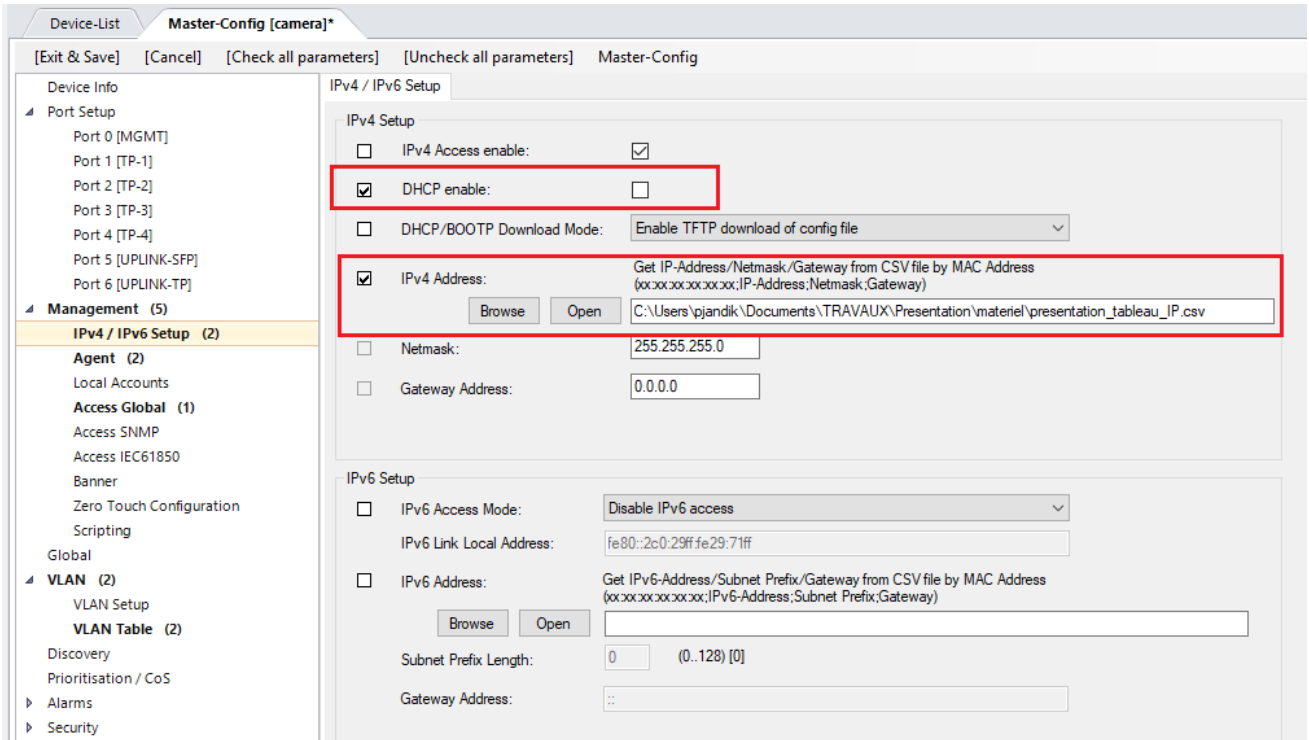 Device-List
Master-Config [camera]*
[Exit & Save] [Cancel] [Check all parameters] [Uncheck all parameters] Master-Config
Device Info
Port Setup
Port 0 [MGMT]
Port 1 [TP-1]
Port 2 [TP-2]
Port 3 [TP-3]
Port 4 [TP-4]
Port 5 [UPLINK-SFP]
Port 6 [UPLINK-TP]
Management (5)
IPv4 / IPv6 Setup (2)
Agent (2)
Local Accounts
Access Global (1)
Access SNMP
Access IEC61850
Banner
Zero Touch Configuration
Scripting
Global
VLAN (2)
VLAN Setup
VLAN Table (2)
Discovery
Prioritisation / CoS
Alarms
Security
IPv4 / IPv6 Setup
IPv4 Setup
IPv4 Access enable:
DHCP enable:
DHCP/BOOTP Download Mode: Enable TFTP download of config file
IPv4 Address: Get IP-Address/Netmask/Gateway from CSV file by MAC Address
(xx:xx:xx:xx:xx:xx;IP-Address;Netmask;Gateway)
Browse Open C:\Users\pjandik\Documents\TRAVAUX\Presentation\materiel\presentation_tableau_IP.csv
Netmask: 255.255.255.0
Gateway Address: 0.0.0.0
IPv6 Setup
IPv6 Access Mode: Disable IPv6 access
IPv6 Link Local Address: fe80::2c0:29ff:fe29:71ff
IPv6 Address: Get IPv6-Address/Subnet Prefix/Gateway from CSV file by MAC Address
(xx:xx:xx:xx:xx:xx;IPv6-Address;Subnet Prefix;Gateway)
Browse Open
Subnet Prefix Length: 0 (0..128) [0]
Gateway Address: ::